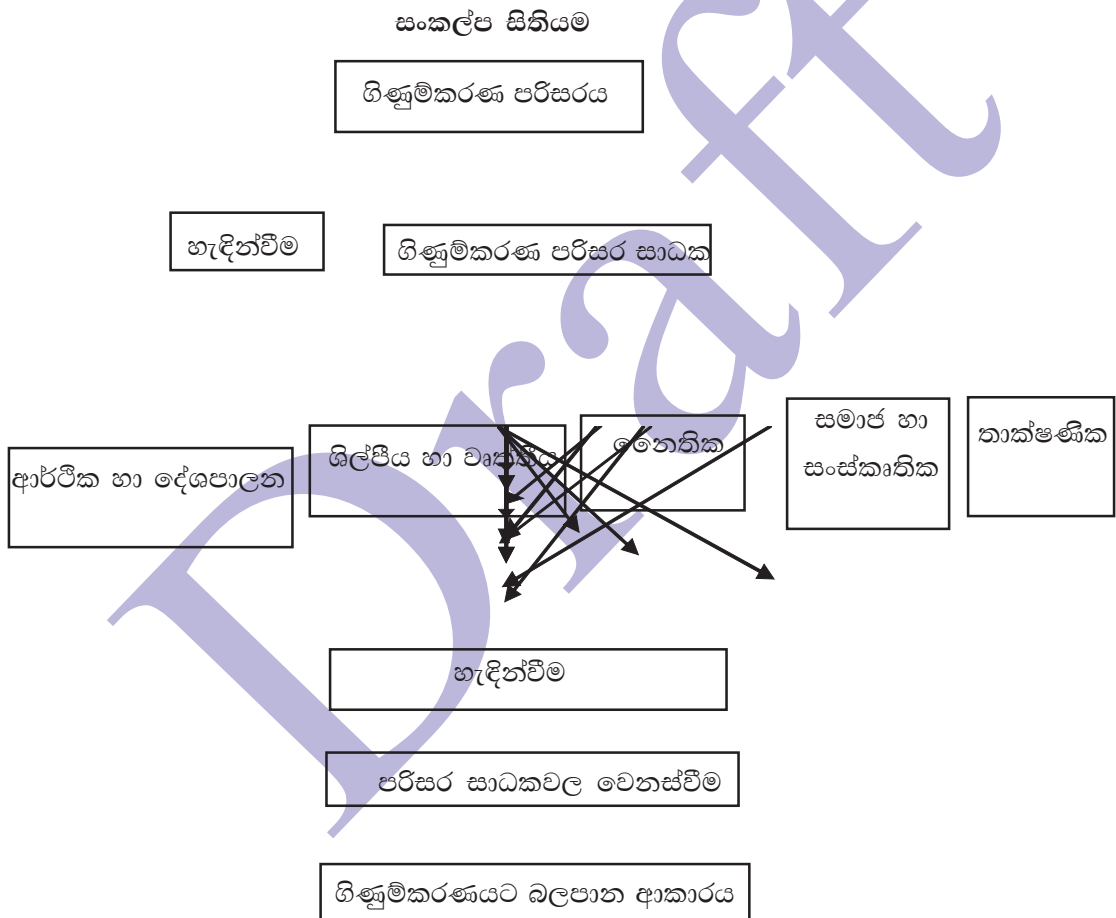 සංකල්ප සිතියම
ගිණුම්කරණ පරිසරය
හැඳින්වීම
ගිණුම්කරණ පරිසර සාධක
ආර්ථික හා දේශපාලන
ශිල්පීය හා වෘත්තීය
නෛතික
සමාජ හා
සංස්කෘතික
තාක්ෂණික
හැඳින්වීම
පරිසර සාධකවල වෙනස්වීම
ගිණුම්කරණයට බලපාන ආකාරය
Draft